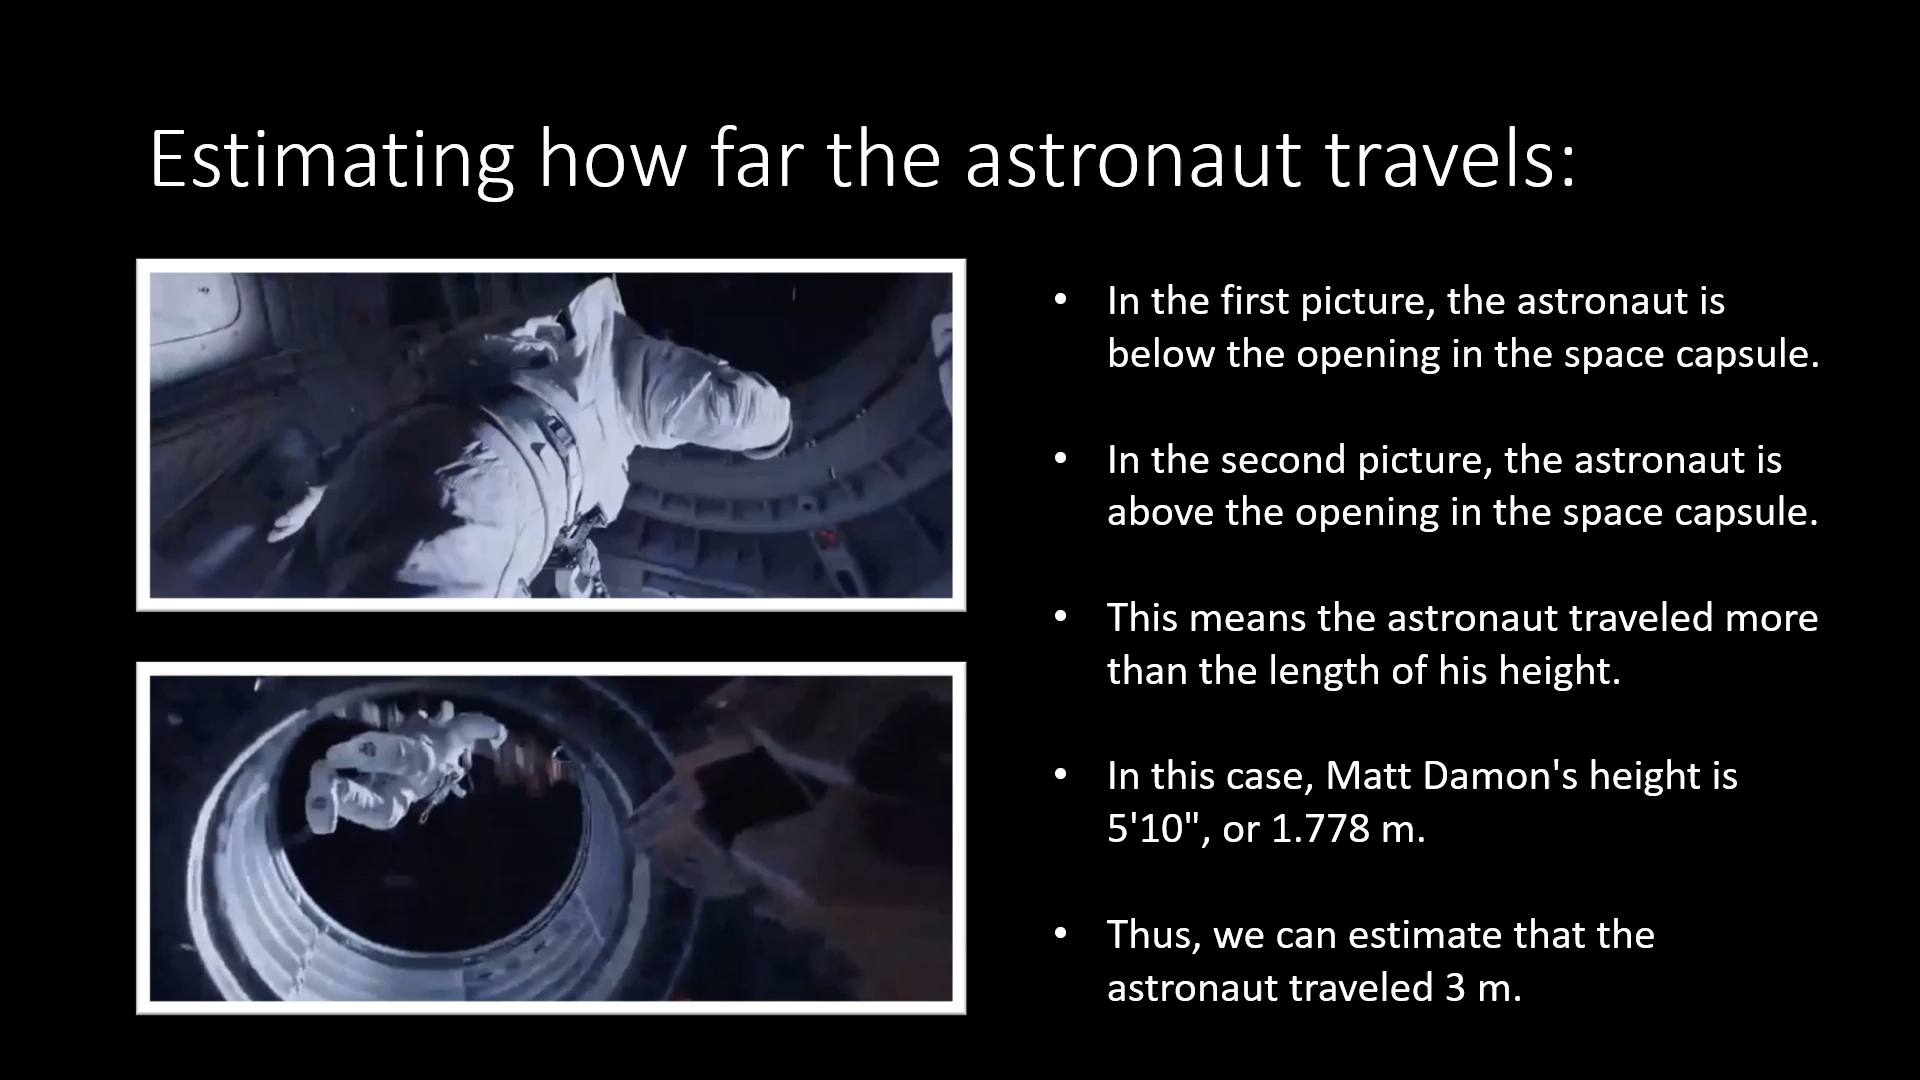 Estimating how far the astronaut travels:
• In the first picture, the astronaut is
below the opening in the space capsule.
• In the second picture, the astronaut is
above the opening in the space capsule.
• This means the astronaut traveled more
than the length of his height.
• In this case, Matt Damon's height is
5'10", or 1.778 m.
• Thus, we can estimate that the
astronaut traveled 3 m.